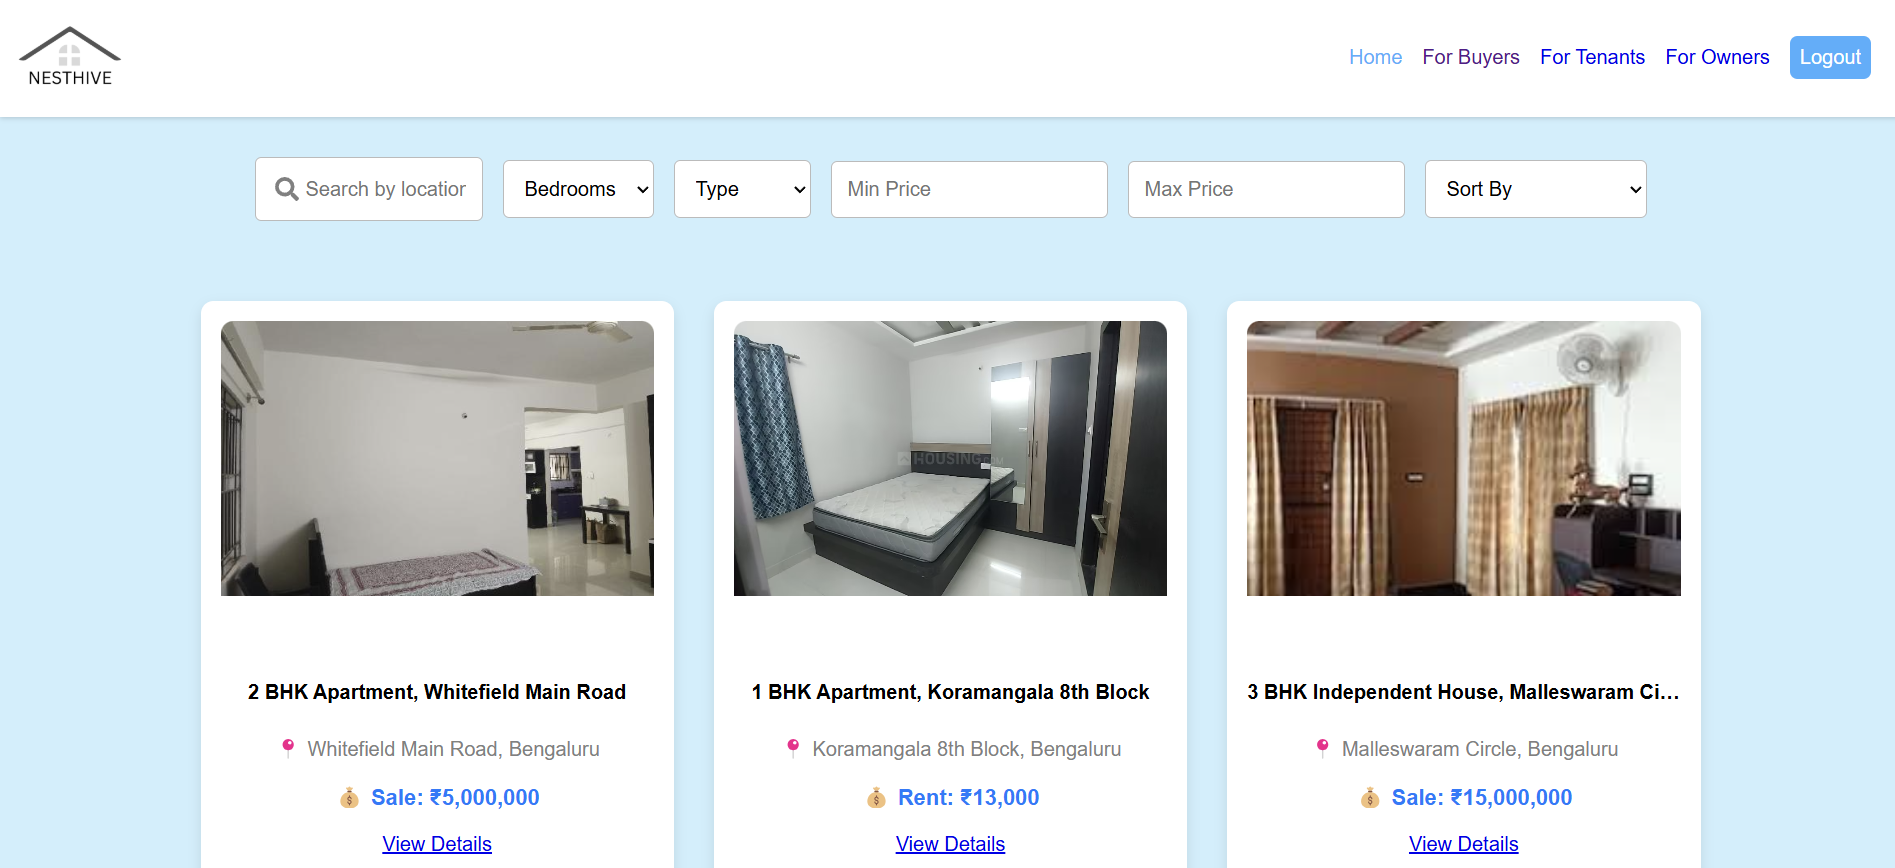 NESTHIVE
Home For Buyers For Tenants For Owners Logout
Search by location Bedrooms Type Min Price Max Price Sort By
HOUSING.COM
2 BHK Apartment, Whitefield Main Road
Whitefield Main Road, Bengaluru
Sale: ₹5,000,000
View Details
1 BHK Apartment, Koramangala 8th Block
Koramangala 8th Block, Bengaluru
Rent: ₹13,000
View Details
3 BHK Independent House, Malleswaram Ci...
Malleswaram Circle, Bengaluru
Sale: ₹15,000,000
View Details